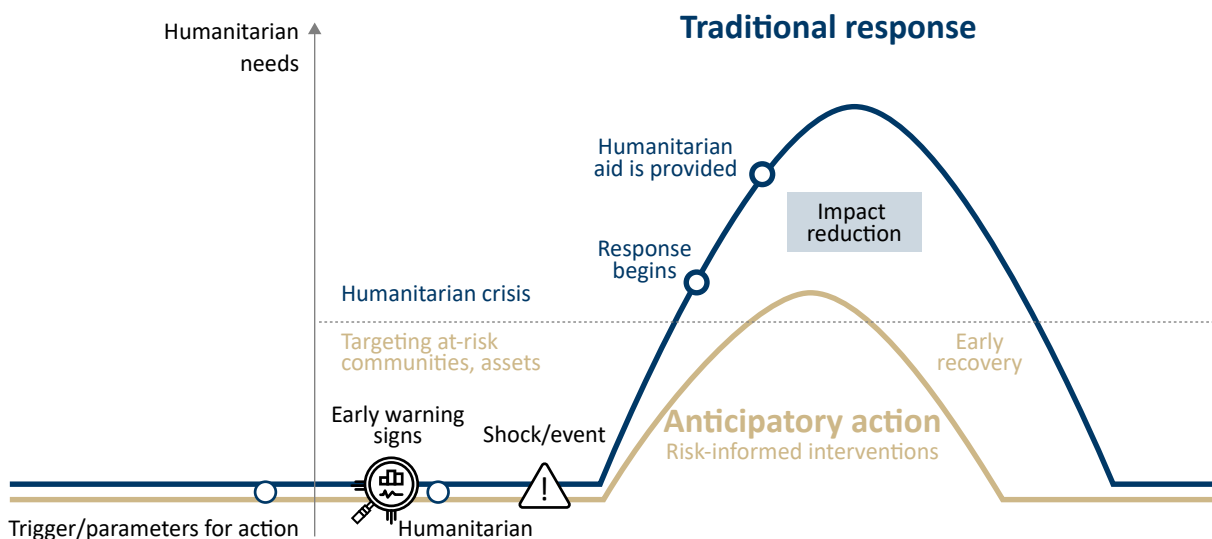 Traditional response
Humanitarian
needs
Humanitarian
aid is provided
Impact
reduction
Response
begins
Humanitarian crisis
Targeting at-risk
communities, assets
Early
recovery
Early warning
signs
Shock/event
Anticipatory action
Risk-informed interventions
Trigger/parameters for action
Humanitarian